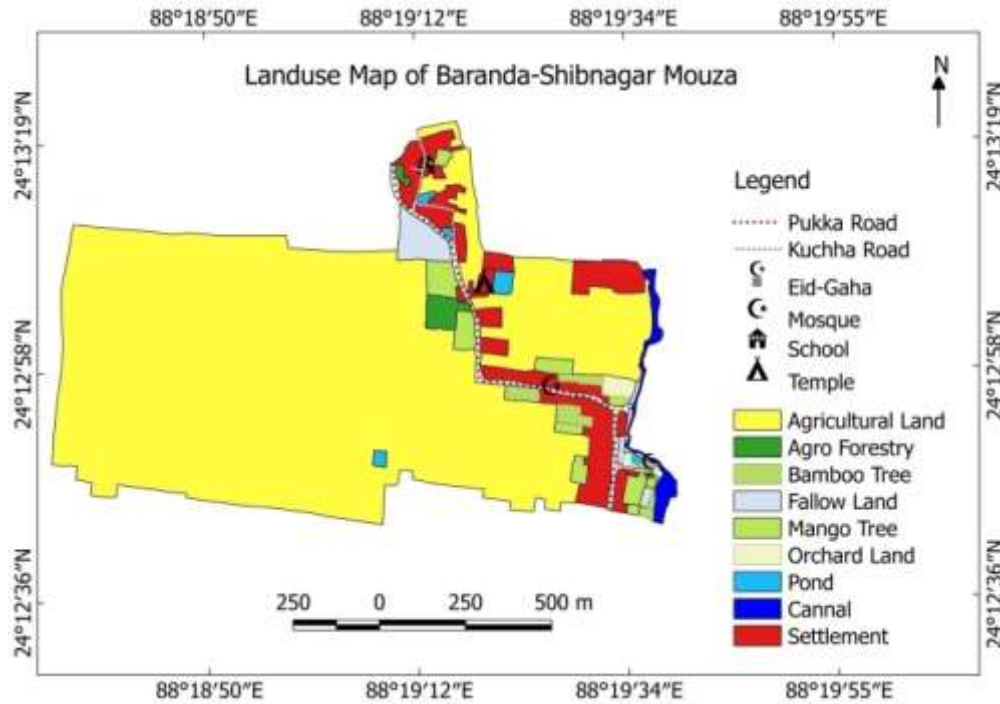 88°18′50″E 88°19′12″E 88°19′34″E 88°19′55″E
Landuse Map of Baranda-Shibnagar Mouza
N
24°13′19″N
24°12′58″N
24°12′36″N
24°13′19″N
24°12′58″N
24°12′36″N
Legend
Pukka Road
Kuchha Road
Eid-Gaha
Mosque
School
Temple
Agricultural Land
Agro Forestry
Bamboo Tree
Fallow Land
Mango Tree
Orchard Land
Pond
Cannal
Settlement
250 0 250 500 m
88°18′50″E 88°19′12″E 88°19′34″E 88°19′55″E